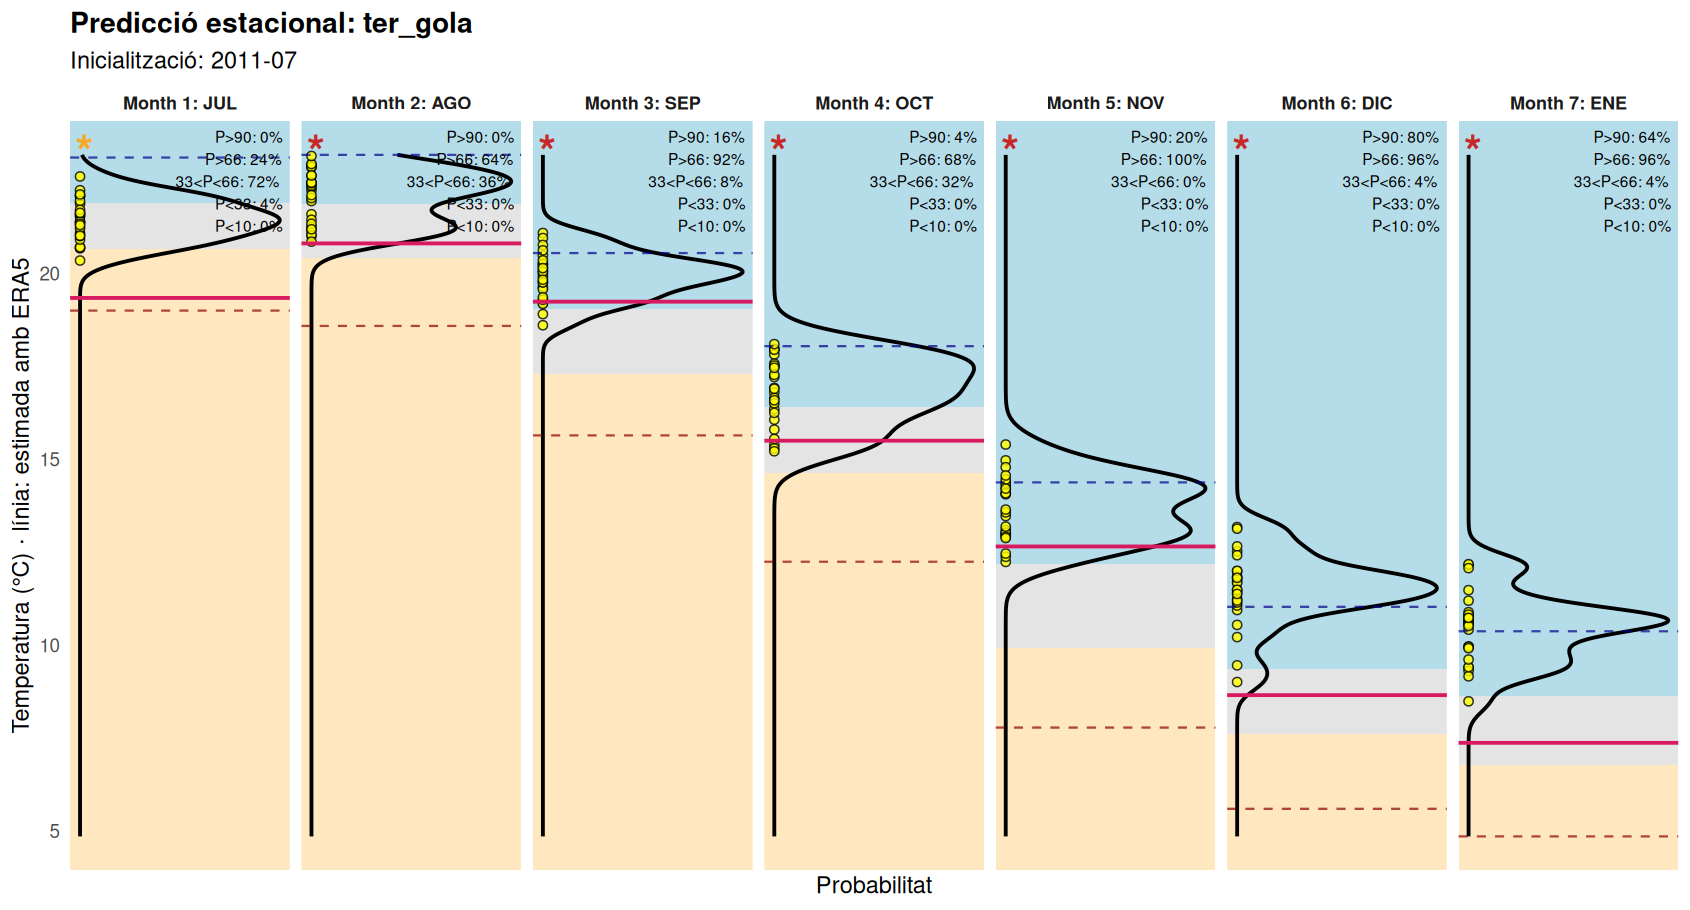 Predicció estacional: ter_gola
Inicialització: 2011-07
Month 1: JUL
Month 2: AGO
Month 3: SEP
Month 4: OCT
Month 5: NOV
Month 6: DIC
Month 7: ENE
P>90: 0%
P>66: 24%
33<P<66: 72%
P<33: 4%
P<10: 0%
P>90: 0%
P>66: 64%
33<P<66: 36%
P<33: 0%
P<10: 0%
P>90: 16%
P>66: 92%
33<P<66: 8%
P<33: 0%
P<10: 0%
P>90: 4%
P>66: 68%
33<P<66: 32%
P<33: 0%
P<10: 0%
P>90: 20%
P>66: 100%
33<P<66: 0%
P<33: 0%
P<10: 0%
P>90: 80%
P>66: 96%
33<P<66: 4%
P<33: 0%
P<10: 0%
P>90: 64%
P>66: 96%
33<P<66: 4%
P<33: 0%
P<10: 0%
Temperatura (°C) · línia: estimada amb ERA5
20
15
10
5
Probabilitat